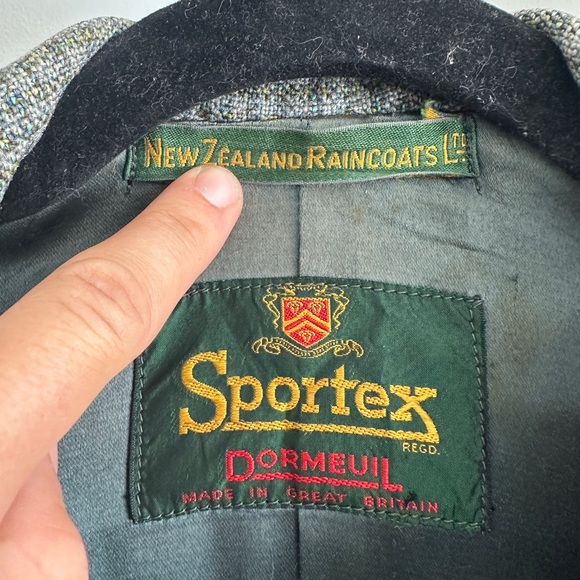 New Zealand Raincoats Ltd
Sportex
REGD.
DORMEUIL
MADE IN GREAT BRITAIN